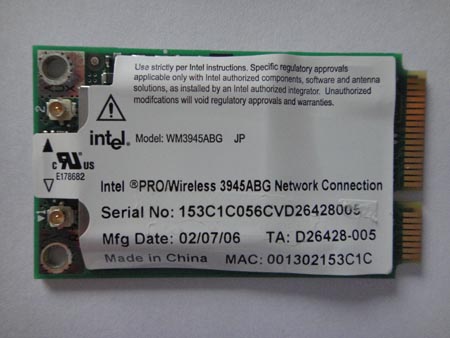 Use strictly per Intel instructions. Specific regulatory approvals
applicable only with Intel authorized components, software and antenna
solutions, as installed by an Intel authorized integrator. Unauthorized
modifcations will void regulatory approvals and warranties.
2
intel. Model: WM3945ABG JP
c RU US
E178682
Intel ® PRO/Wireless 3945ABG Network Connection
Serial No: 153C1C056CVD26428005
Mfg Date: 02/07/06 TA: D26428-005
Made in China MAC: 001302153C1C